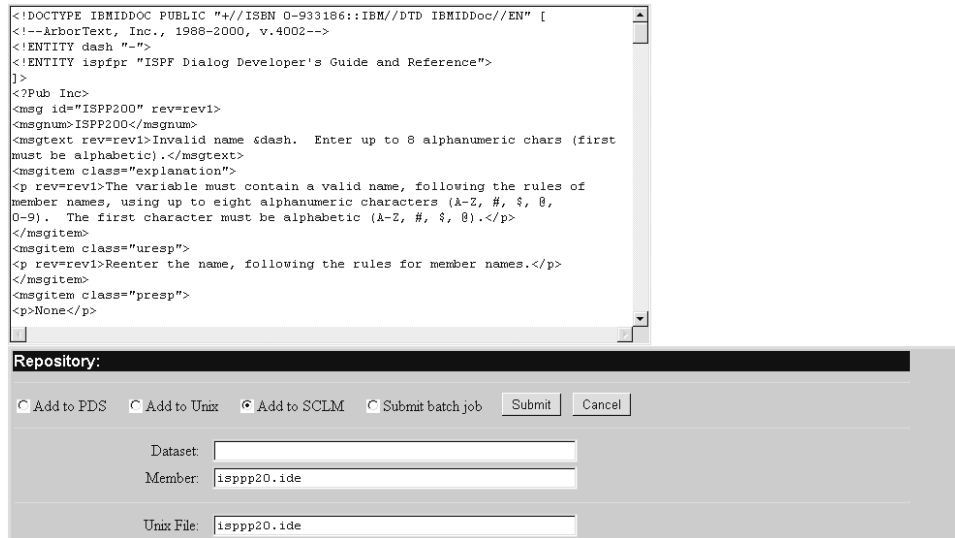 <!DOCTYPE IBMIDDOC PUBLIC "+//ISBN 0-933186::IBM//DTD IBMIDDoc//EN" [
<!--ArborText, Inc., 1988-2000, v.4002-->
<!ENTITY dash "-">
<!ENTITY ispfpr "ISPF Dialog Developer's Guide and Reference">
]>
<?Pub Inc>
<msg id="ISPP200" rev=rev1>
<msgnum>ISPP200</msgnum>
<msgtext rev=rev1>Invalid name &dash.  Enter up to 8 alphanumeric chars (first
must be alphabetic).</msgtext>
<msgitem class="explanation">
<p rev=rev1>The variable must contain a valid name, following the rules of
member names, using up to eight alphanumeric characters (A-Z, #, $, @,
0-9).  The first character must be alphabetic (A-Z, #, $, @).</p>
</msgitem>
<msgitem class="uresp">
<p rev=rev1>Reenter the name, following the rules for member names.</p>
</msgitem>
<msgitem class="presp">
<p>None</p>
Repository:
Add to PDS Add to Unix Add to SCLM Submit batch job Submit Cancel
Dataset:
Member: isppp20.ide
Unix File: isppp20.ide